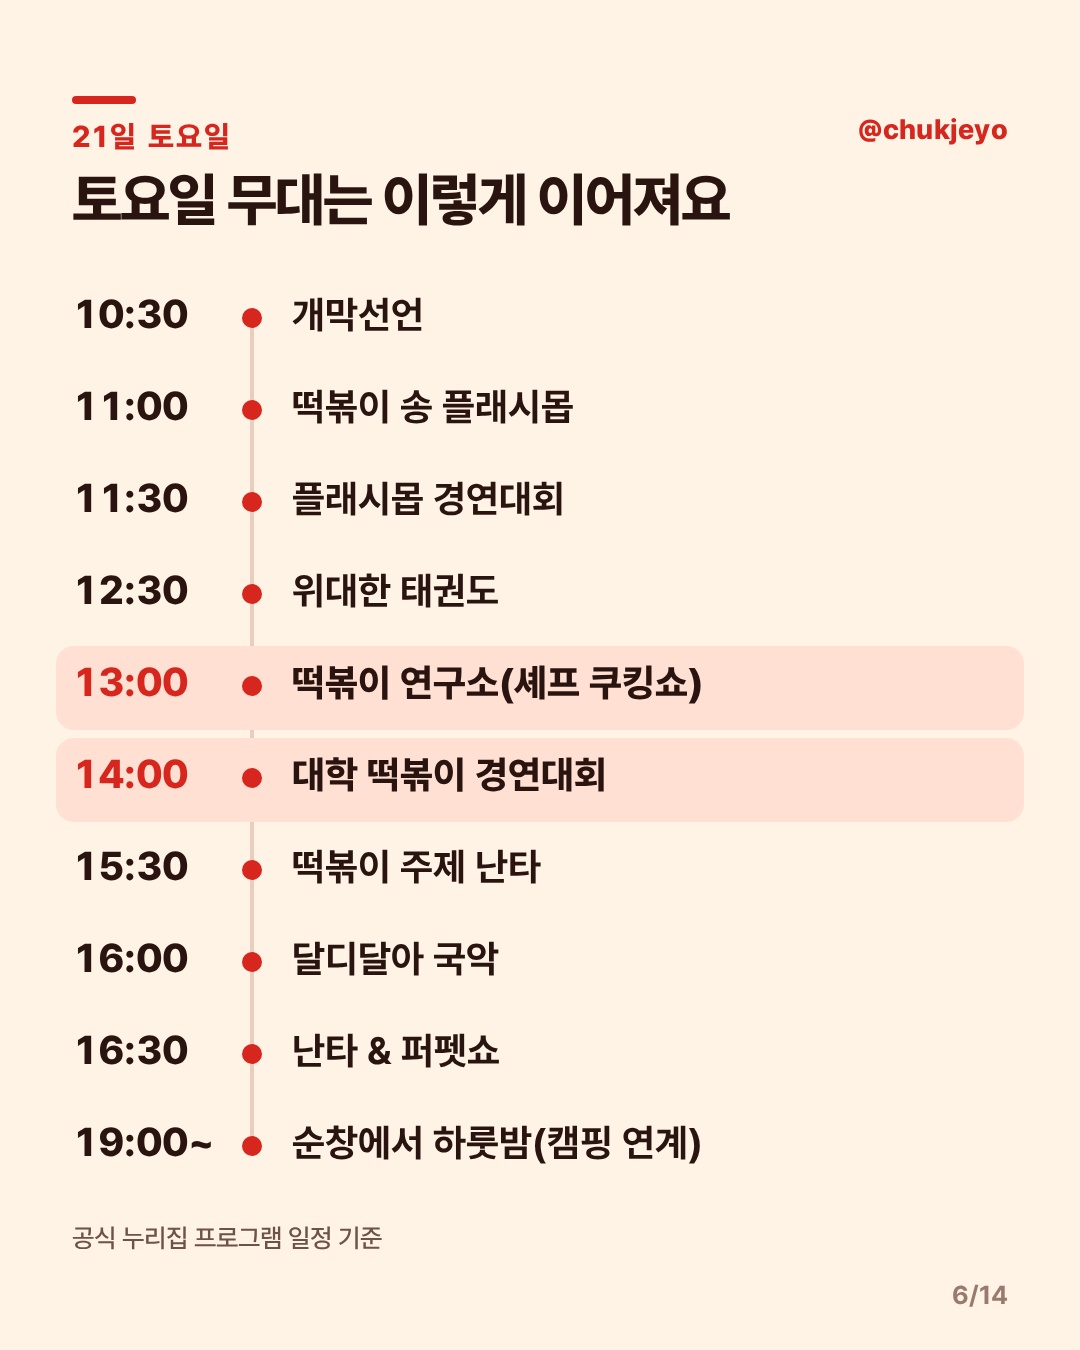 21일 토요일
@chukjeyo
토요일 무대는 이렇게 이어져요
10:30 개막선언
11:00 떡볶이 송 플래시몹
11:30 플래시몹 경연대회
12:30 위대한 태권도
13:00 떡볶이 연구소(셰프 쿠킹쇼)
14:00 대학 떡볶이 경연대회
15:30 떡볶이 주제 난타
16:00 달디달아 국악
16:30 난타 & 퍼펫쇼
19:00~ 순창에서 하룻밤(캠핑 연계)
공식 누리집 프로그램 일정 기준
6/14